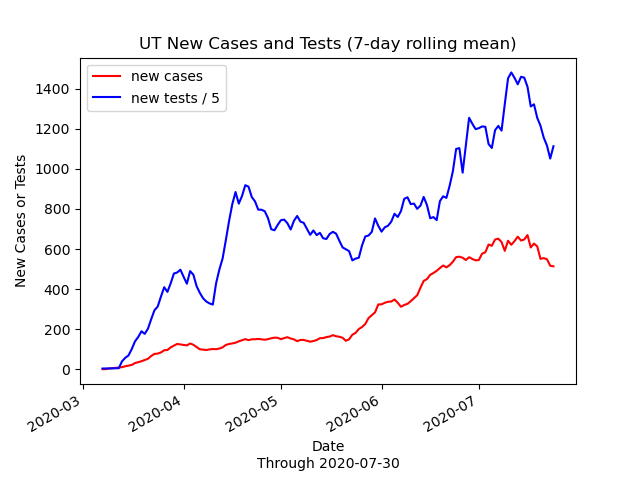 UT New Cases and Tests (7-day rolling mean)
new cases
new tests / 5
New Cases or Tests
1400
1200
1000
800
600
400
200
0
2020-03
2020-04
2020-05
2020-06
2020-07
Date
Through 2020-07-30